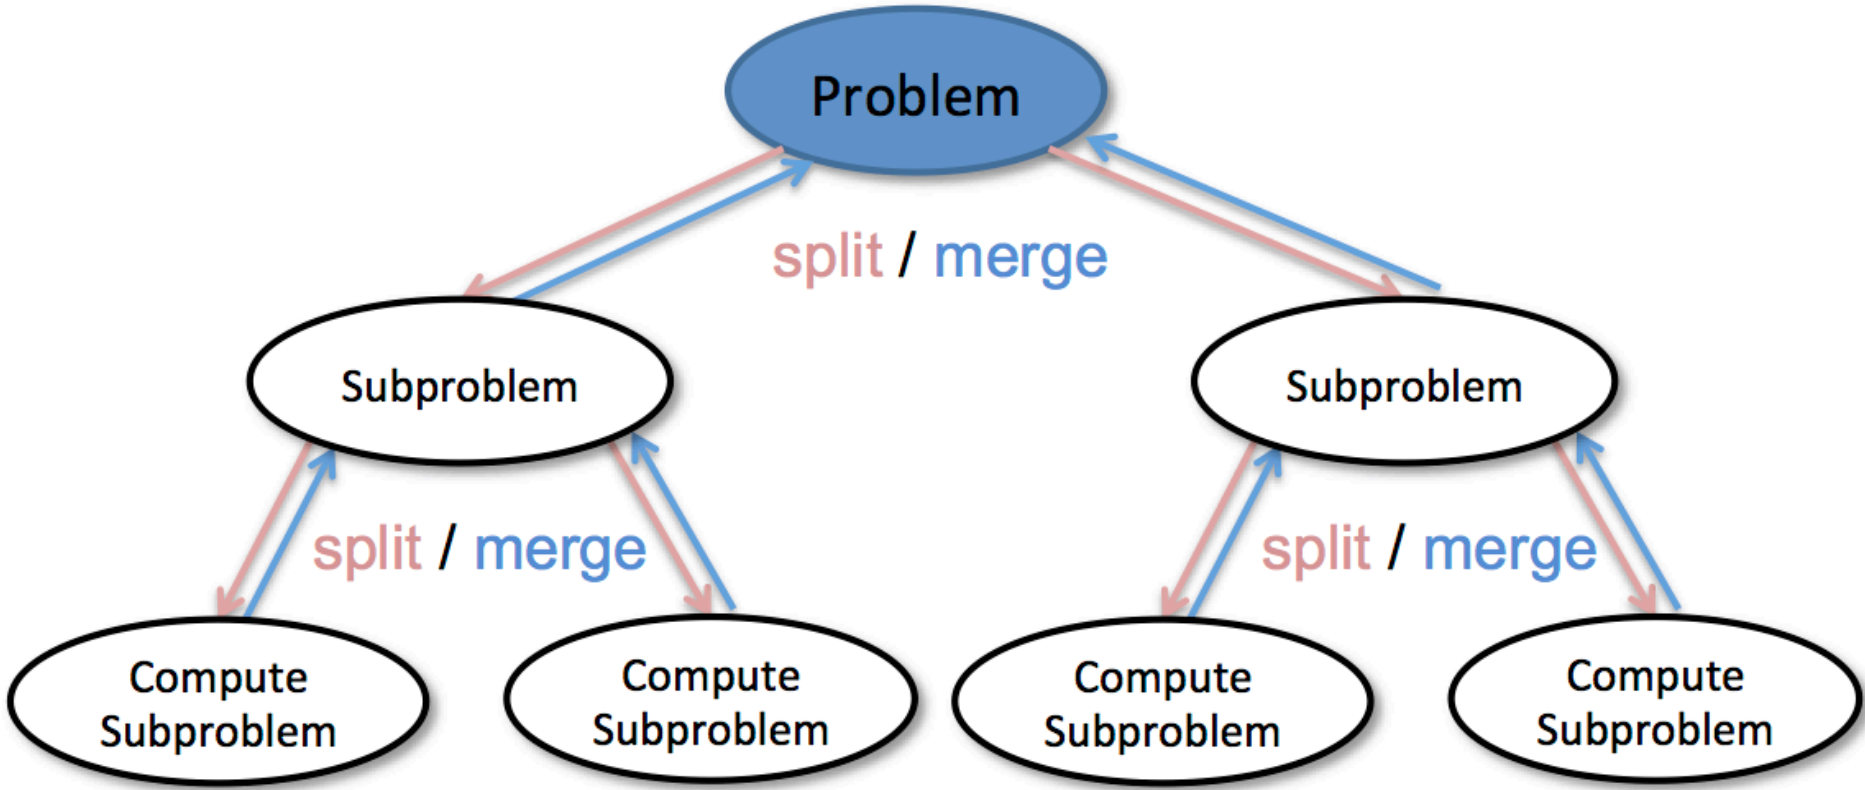 Problem
split / merge
Subproblem
Subproblem
split / merge
split / merge
Compute
Subproblem
Compute
Subproblem
Compute
Subproblem
Compute
Subproblem